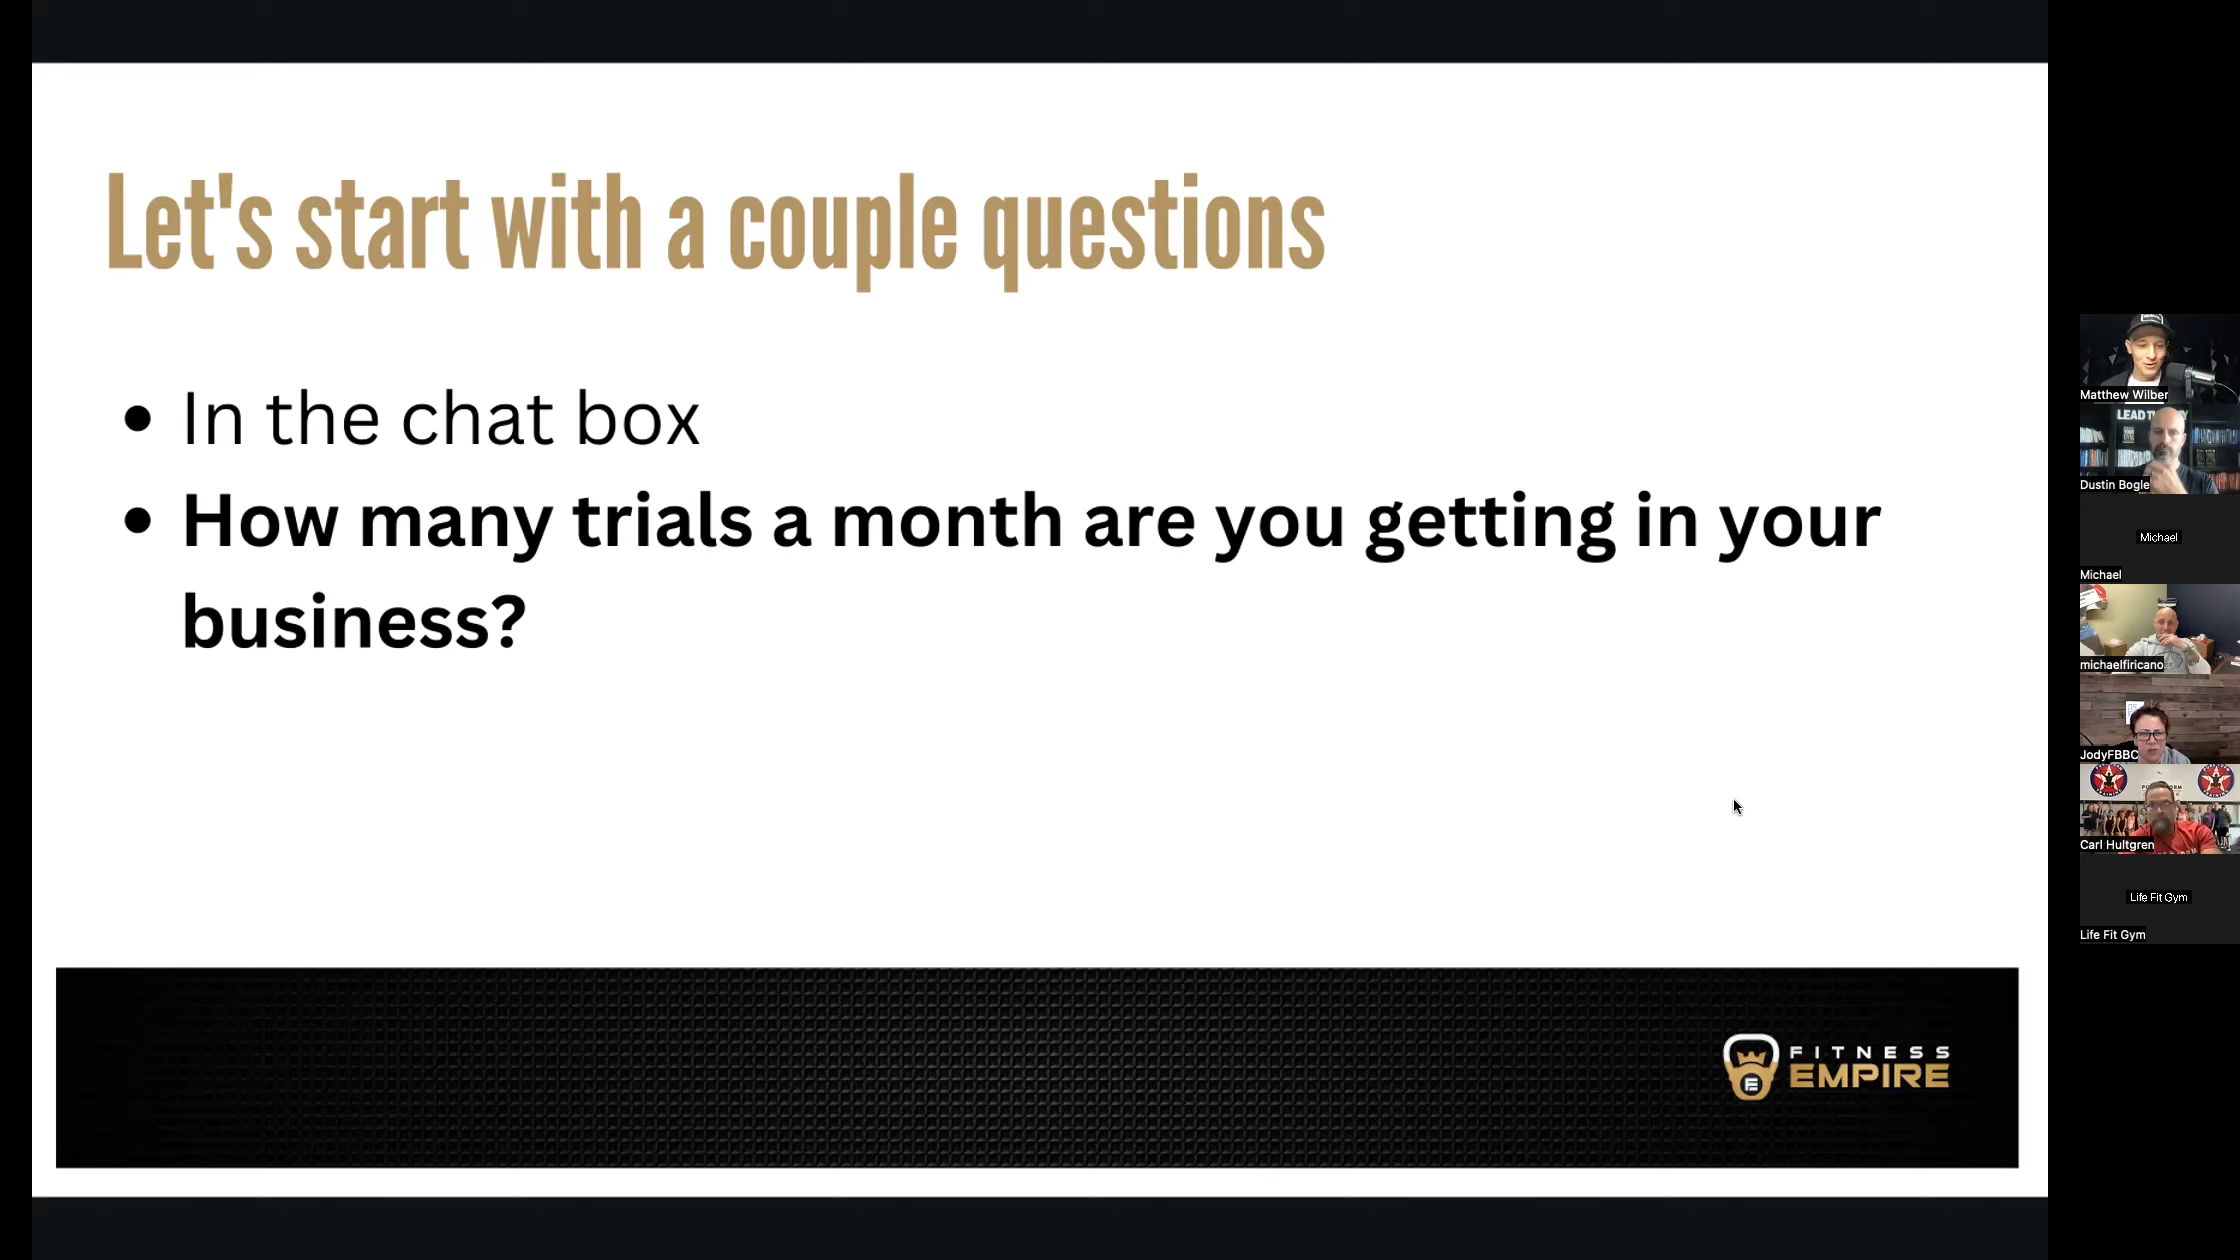 Let's start with a couple questions
In the chat box
How many trials a month are you getting in your
business?
FITNESS
EMPIRE
Matthew Wilber
LEAD
Dustin Bogle
Michael
Michael
michaelfiricano
JodyFBBC
Carl Hultgren
Life Fit Gym
Life Fit Gym